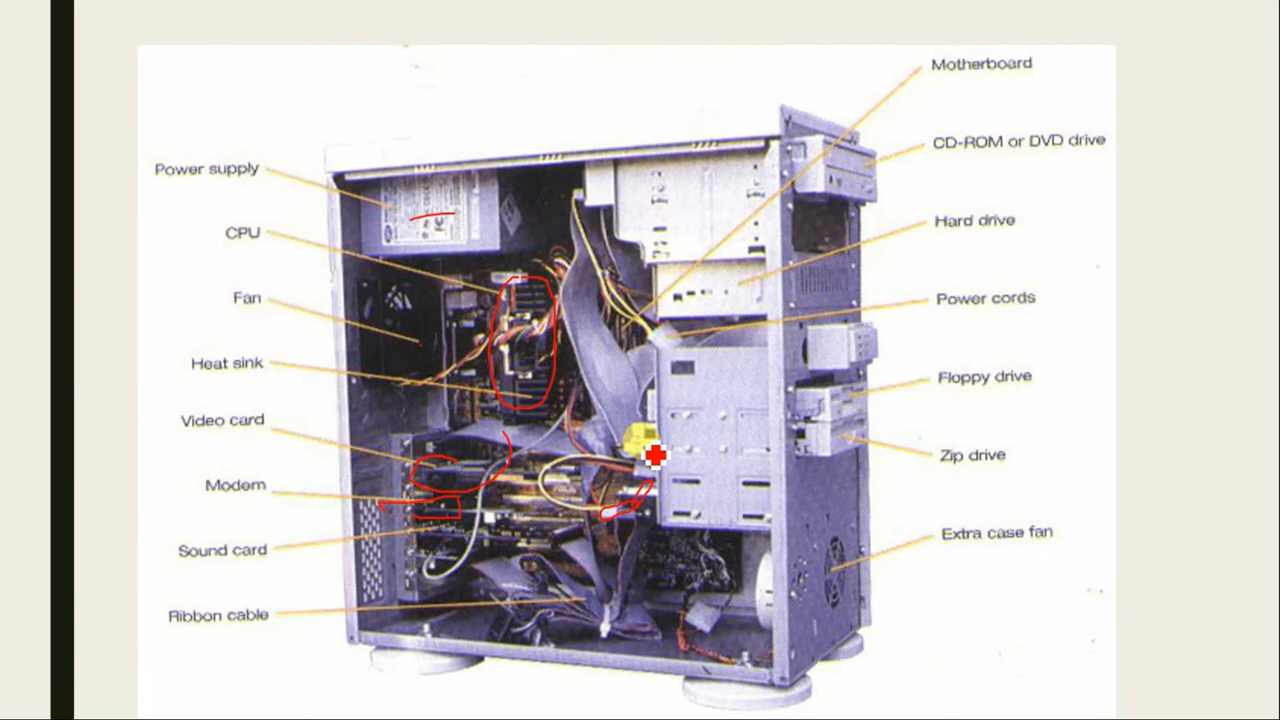 Motherboard
CD-ROM or DVD drive
Power supply
Hard drive
CPU
Fan
Power cords
Heat sink
Floppy drive
Video card
Zip drive
Modem
Extra case fan
Sound card
Ribbon cable
FC